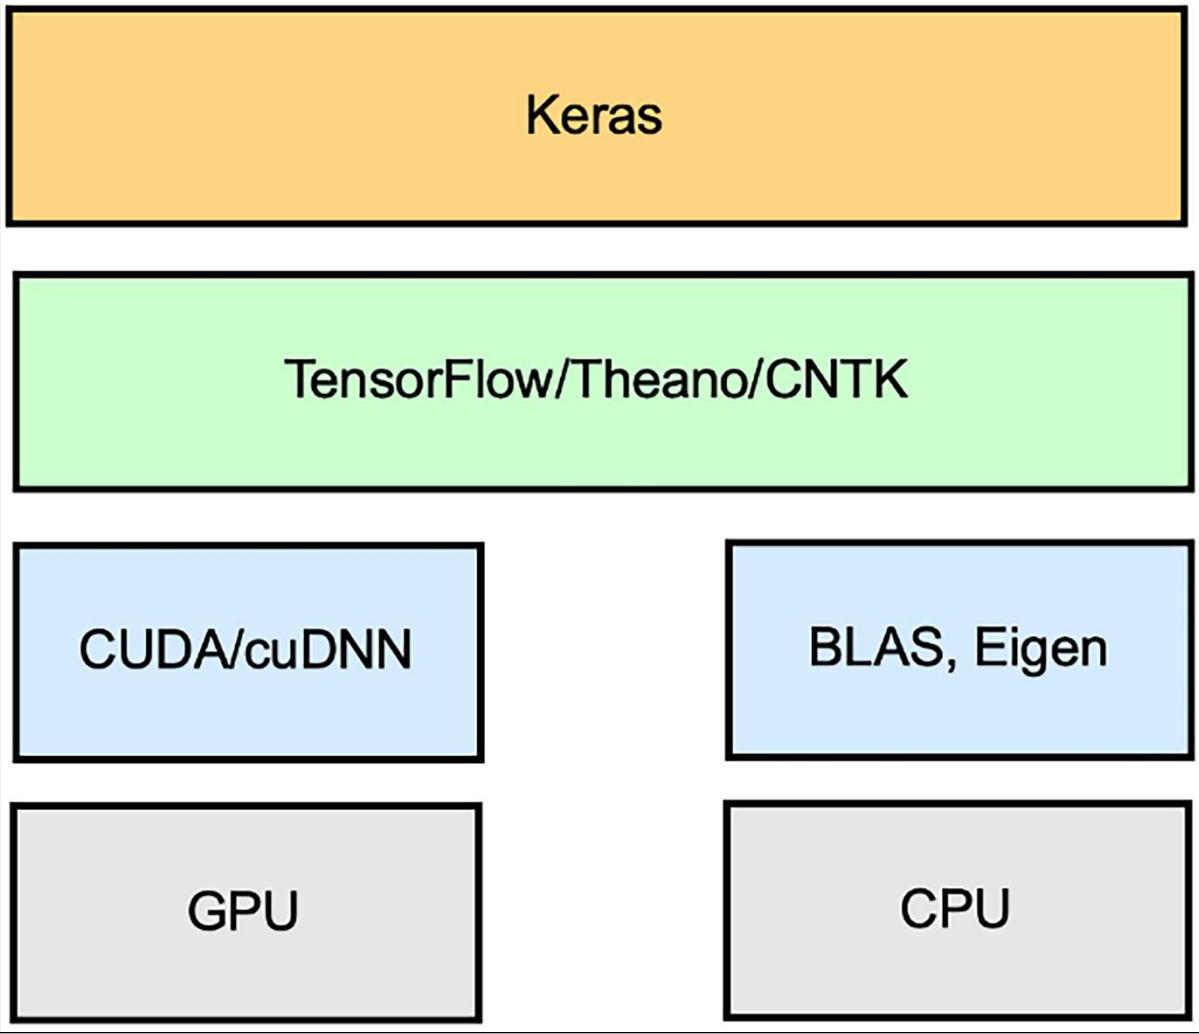 Keras
TensorFlow/Theano/CNTK
CUDA/cuDNN
BLAS, Eigen
GPU
CPU